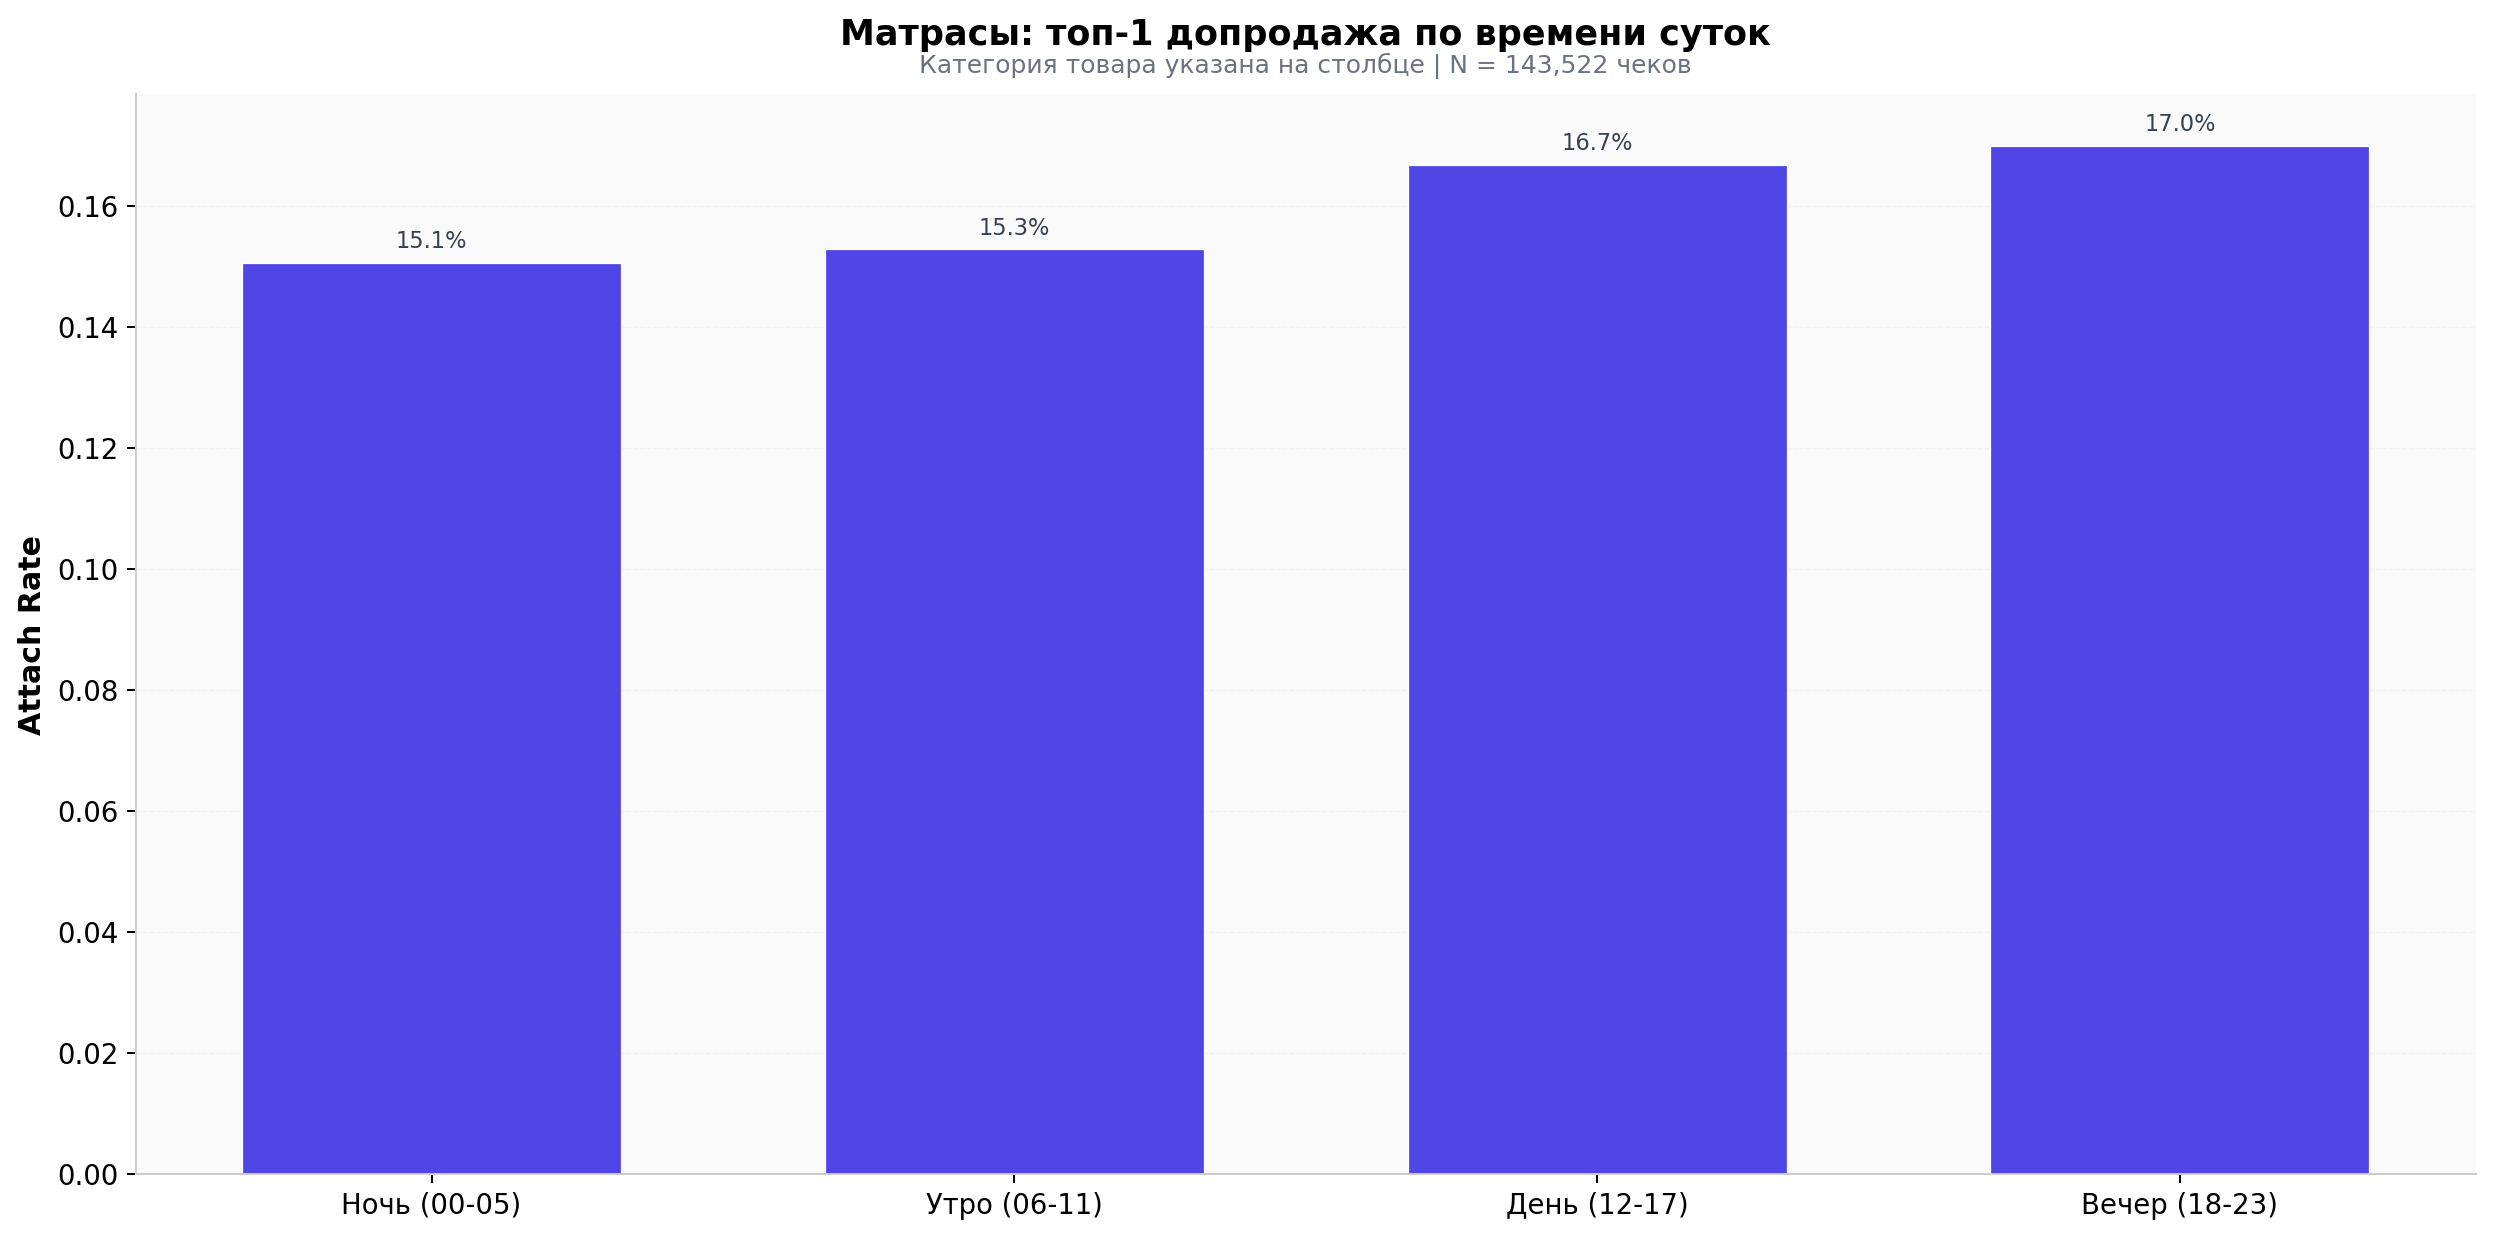 Матрасы: топ-1 допродажа по времени суток
Категория товара указана на столбце | N = 143,522 чеков
Attach Rate
0.16
0.14
0.12
0.10
0.08
0.06
0.04
0.02
0.00
15.1%
15.3%
16.7%
17.0%
Ночь (00-05)
Утро (06-11)
День (12-17)
Вечер (18-23)